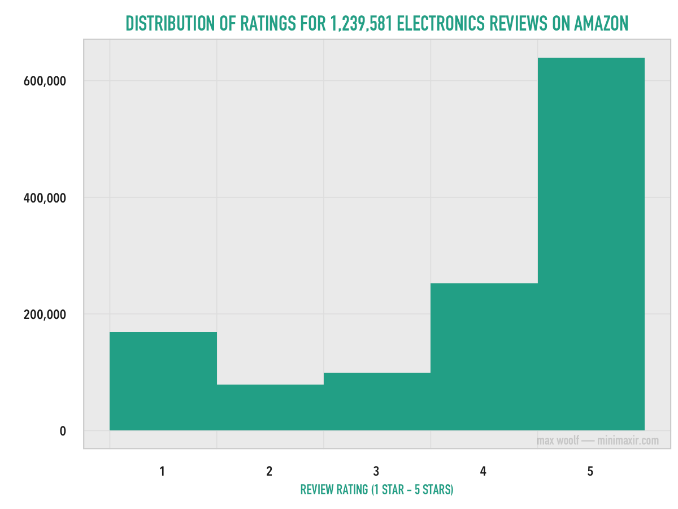 DISTRIBUTION OF RATINGS FOR 1,239,581 ELECTRONICS REVIEWS ON AMAZON
600,000
400,000
200,000
0
max woolf — minimaxir.com
1 2 3 4 5
REVIEW RATING (1 STAR - 5 STARS)